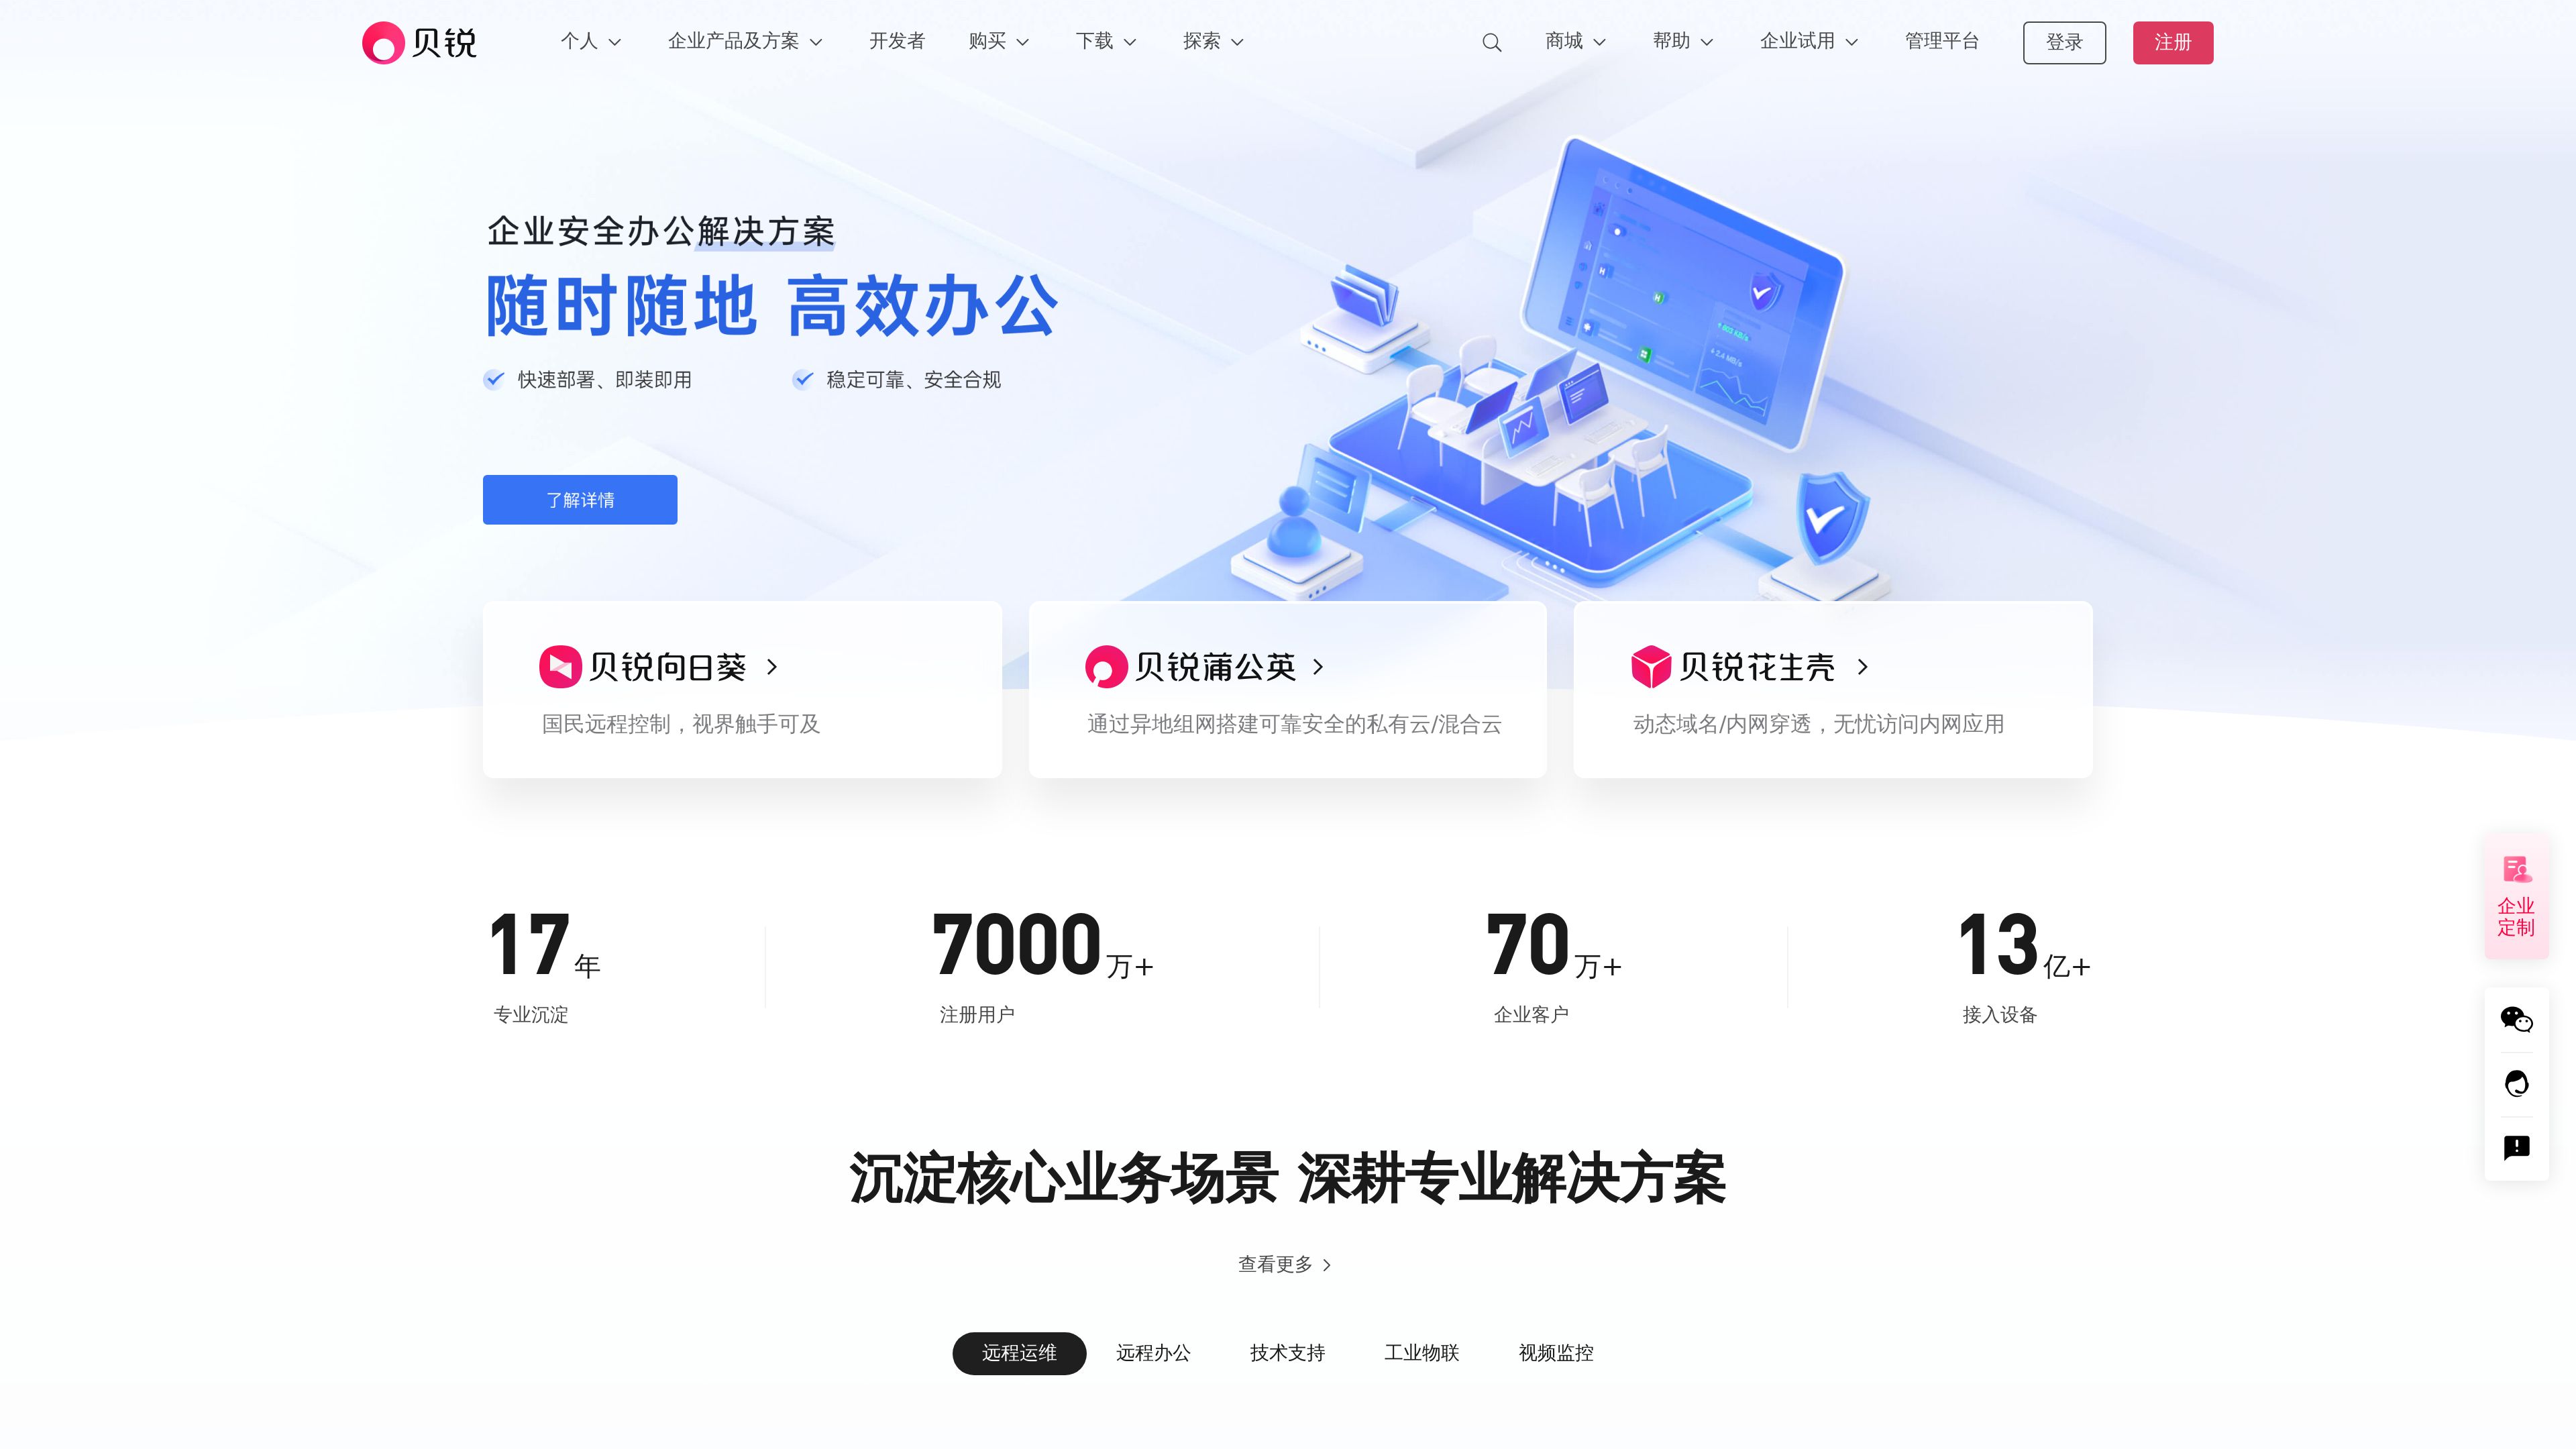 贝锐
个人
企业产品及方案
开发者
购买
下载
探索
商城
帮助
企业试用
管理平台
登录
注册
企业安全办公解决方案
随时随地 高效办公
快速部署、即装即用
稳定可靠、安全合规
了解详情
贝锐向日葵
国民远程控制，视界触手可及
贝锐蒲公英
通过异地组网搭建可靠安全的私有云/混合云
贝锐花生壳
动态域名/内网穿透，无忧访问内网应用
17年
专业沉淀
7000万+
注册用户
70万+
企业客户
13亿+
接入设备
企业
定制
沉淀核心业务场景 深耕专业解决方案
查看更多
远程运维
远程办公
技术支持
工业物联
视频监控